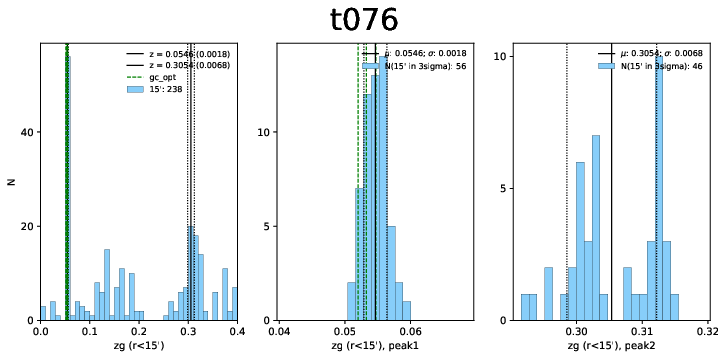 t076
z = 0.0546 (0.0018)
z = 0.3054 (0.0068)
gc_opt
15': 238
N
0
20
40
0.0 0.1 0.2 0.3 0.4
zg (r<15')
μ: 0.0546; σ: 0.0018
N(15' in 3sigma): 56
0
5
10
0.04 0.05 0.06
zg (r<15'), peak1
μ: 0.3054; σ: 0.0068
N(15' in 3sigma): 46
0
5
10
0.30 0.31 0.32
zg (r<15'), peak2